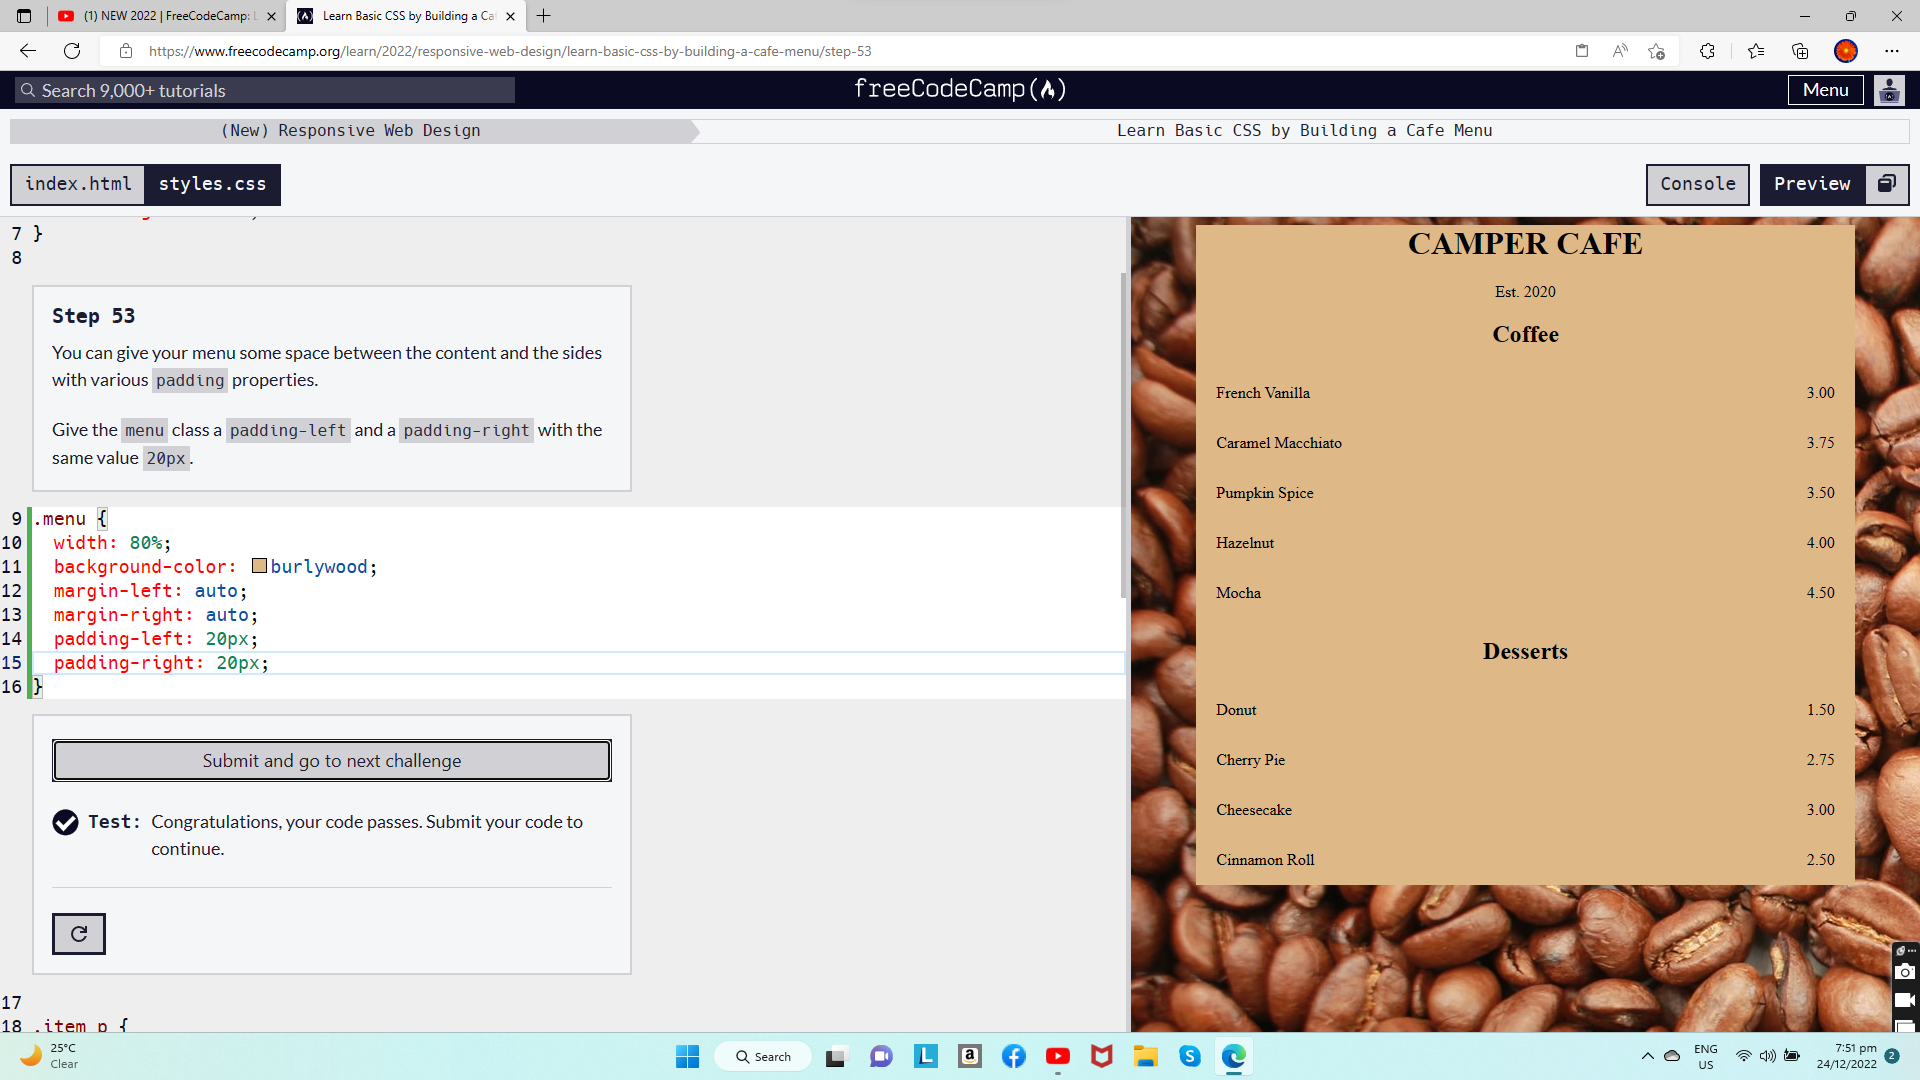 (1) NEW 2022 | FreeCodeCamp: L
Learn Basic CSS by Building a Caf
https://www.freecodecamp.org/learn/2022/responsive-web-design/learn-basic-css-by-building-a-cafe-menu/step-53
Search 9,000+ tutorials
freeCodeCamp
Menu
(New) Responsive Web Design
Learn Basic CSS by Building a Cafe Menu
index.html
styles.css
Console
Preview
7 }
8
Step 53
You can give your menu some space between the content and the sides
with various padding properties.
Give the menu class a padding-left and a padding-right with the
same value 20px.
9 .menu {
10 width: 80%;
11 background-color: burlywood;
12 margin-left: auto;
13 margin-right: auto;
14 padding-left: 20px;
15 padding-right: 20px;
16 }
Submit and go to next challenge
Test: Congratulations, your code passes. Submit your code to
continue.
17
18 .item p {
CAMPER CAFE
Est. 2020
Coffee
French Vanilla 3.00
Caramel Macchiato 3.75
Pumpkin Spice 3.50
Hazelnut 4.00
Mocha 4.50
Desserts
Donut 1.50
Cherry Pie 2.75
Cheesecake 3.00
Cinnamon Roll 2.50
25°C
Clear
Search
ENG
US
7:51 pm
24/12/2022
2